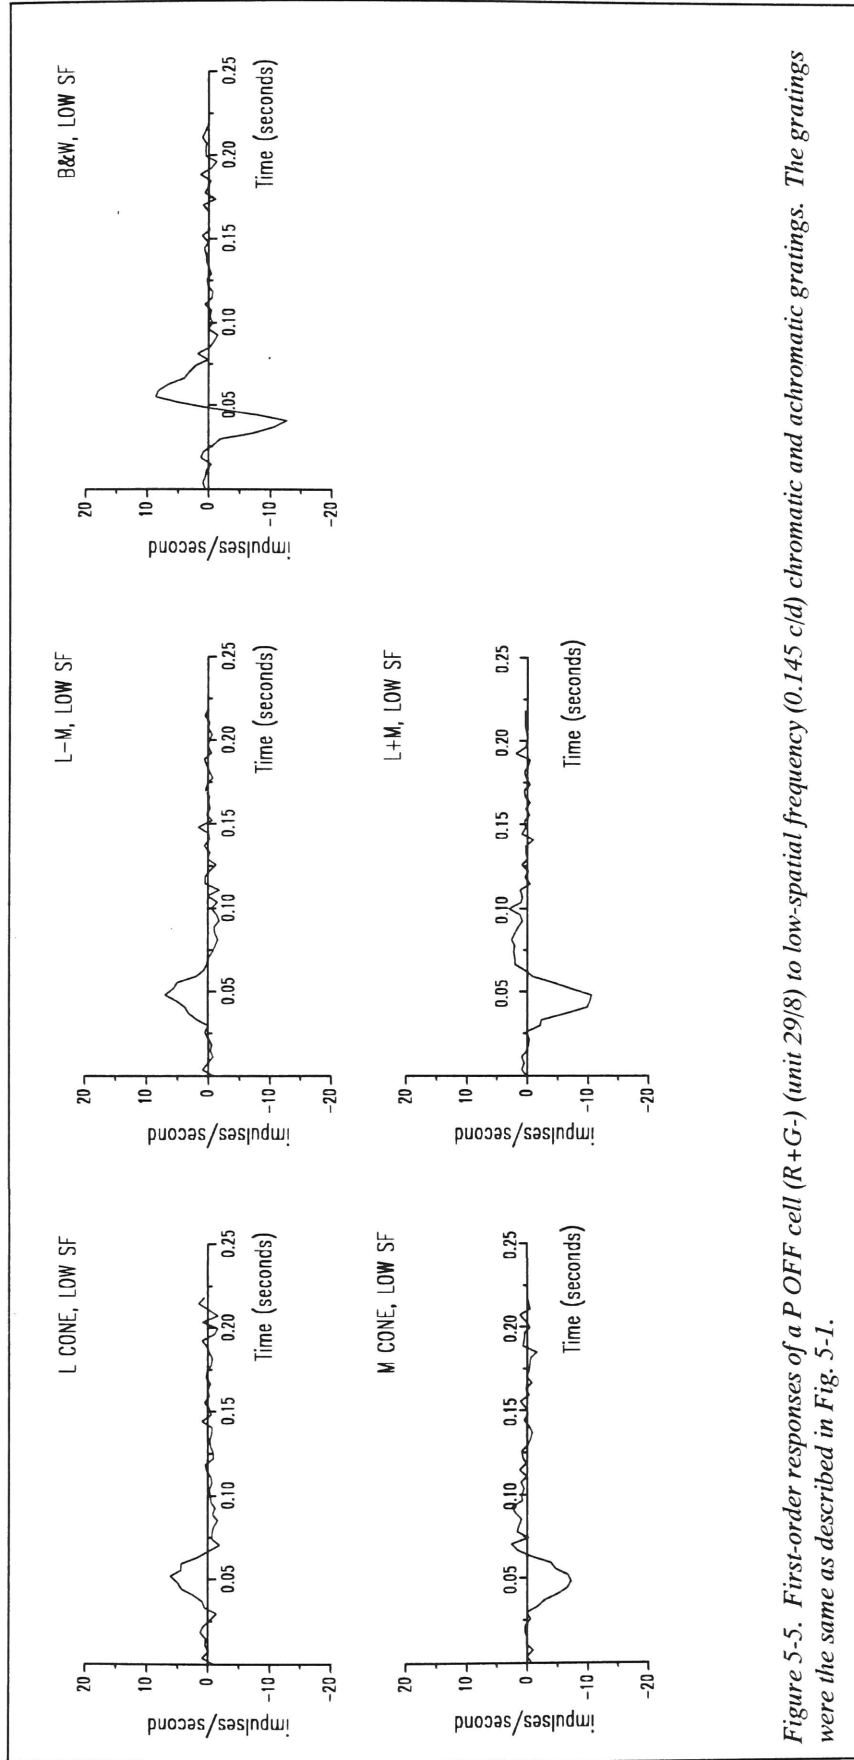 L CONE, LOW SF
20
10
0
-10
-20
impulses/second
0.05
0.10
0.15
0.20
0.25
Time (seconds)
L-M, LOW SF
20
10
0
-10
-20
impulses/second
0.05
0.10
0.15
0.20
0.25
Time (seconds)
B&W, LOW SF
20
10
0
-10
-20
impulses/second
0.05
0.10
0.15
0.20
0.25
Time (seconds)
M CONE, LOW SF
20
10
0
-10
-20
impulses/second
0.05
0.10
0.15
0.20
0.25
Time (seconds)
L+M, LOW SF
20
10
0
-10
-20
impulses/second
0.05
0.10
0.15
0.20
0.25
Time (seconds)
Figure 5-5. First-order responses of a P OFF cell (R+G-) (unit 29/8) to low-spatial frequency (0.145 c/d) chromatic and achromatic gratings. The gratings
were the same as described in Fig. 5-1.